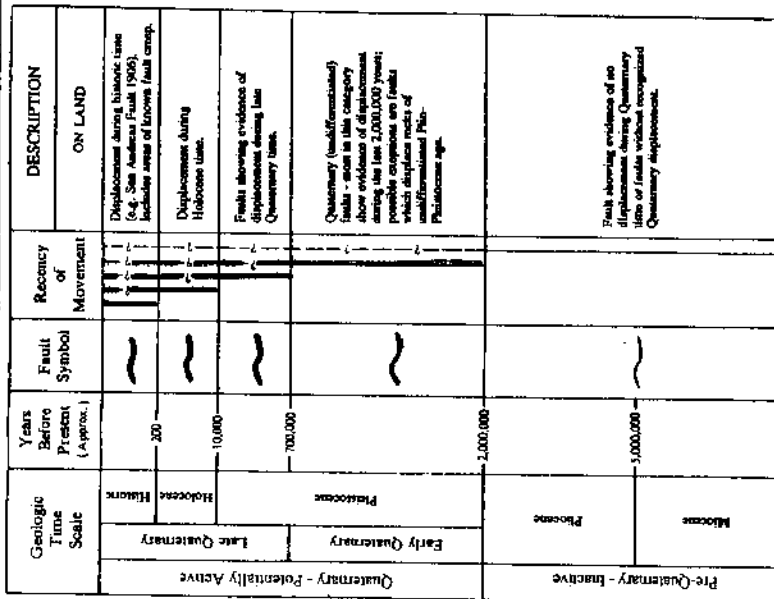 Geologic
Time
Scale
Years
Before
Present
(Approx.)
Fault
Symbol
Recency
of
Movement
DESCRIPTION
ON LAND
Quaternary - Potentially Active
Pre-Quaternary - Inactive
Late Quaternary
Early Quaternary
Historic
Holocene
Pleistocene
Pliocene
Miocene
200
10,000
700,000
2,000,000
5,000,000
? ? ? ? ?
? ? ?
? ?
?
Displacement during historic time
(e.g. San Andreas Fault 1906).
Includes areas of known fault creep.
Displacement during
Holocene time.
Faults showing evidence of
displacement during late
Quaternary time.
Quaternary (undifferentiated)
faults - most in this category
show evidence of displacement
during the last 2,000,000 years;
possible exceptions are faults
which displace rocks of
undifferentiated Plio-
Pleistocene age.
Fault showing evidence of no
displacement during Quaternary
time or faults without recognized
Quaternary displacement.